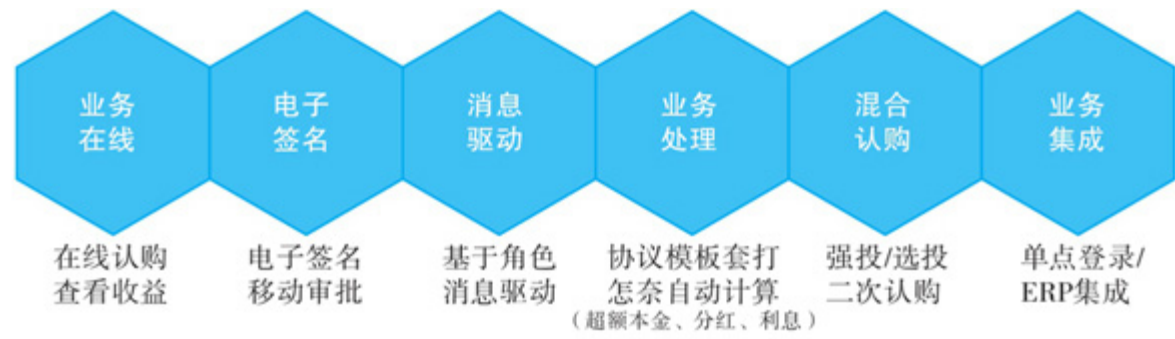 业务
在线
电子
签名
消息
驱动
业务
处理
混合
认购
业务
集成
在线认购
查看收益
电子签名
移动审批
基于角色
消息驱动
协议模板套打
怎奈自动计算
（超额本金、分红、利息）
强投/选投
二次认购
单点登录/
ERP集成